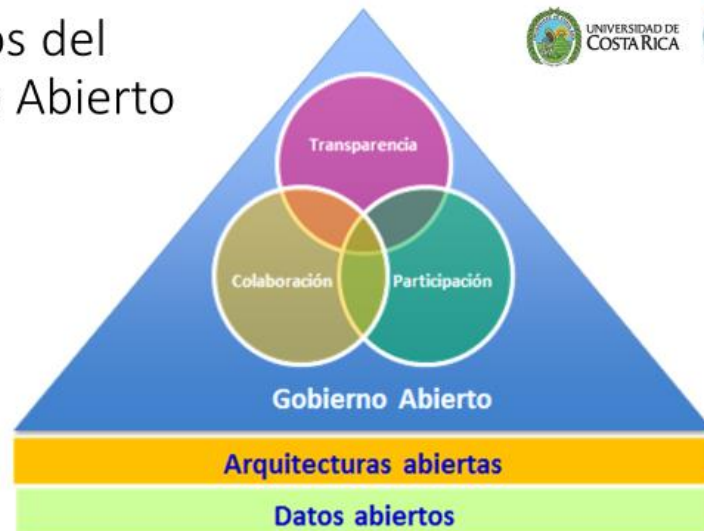 os del
Abierto
UNIVERSIDAD DE
COSTA RICA
Transparencia
Colaboración
Participación
Gobierno Abierto
Arquitecturas abiertas
Datos abiertos